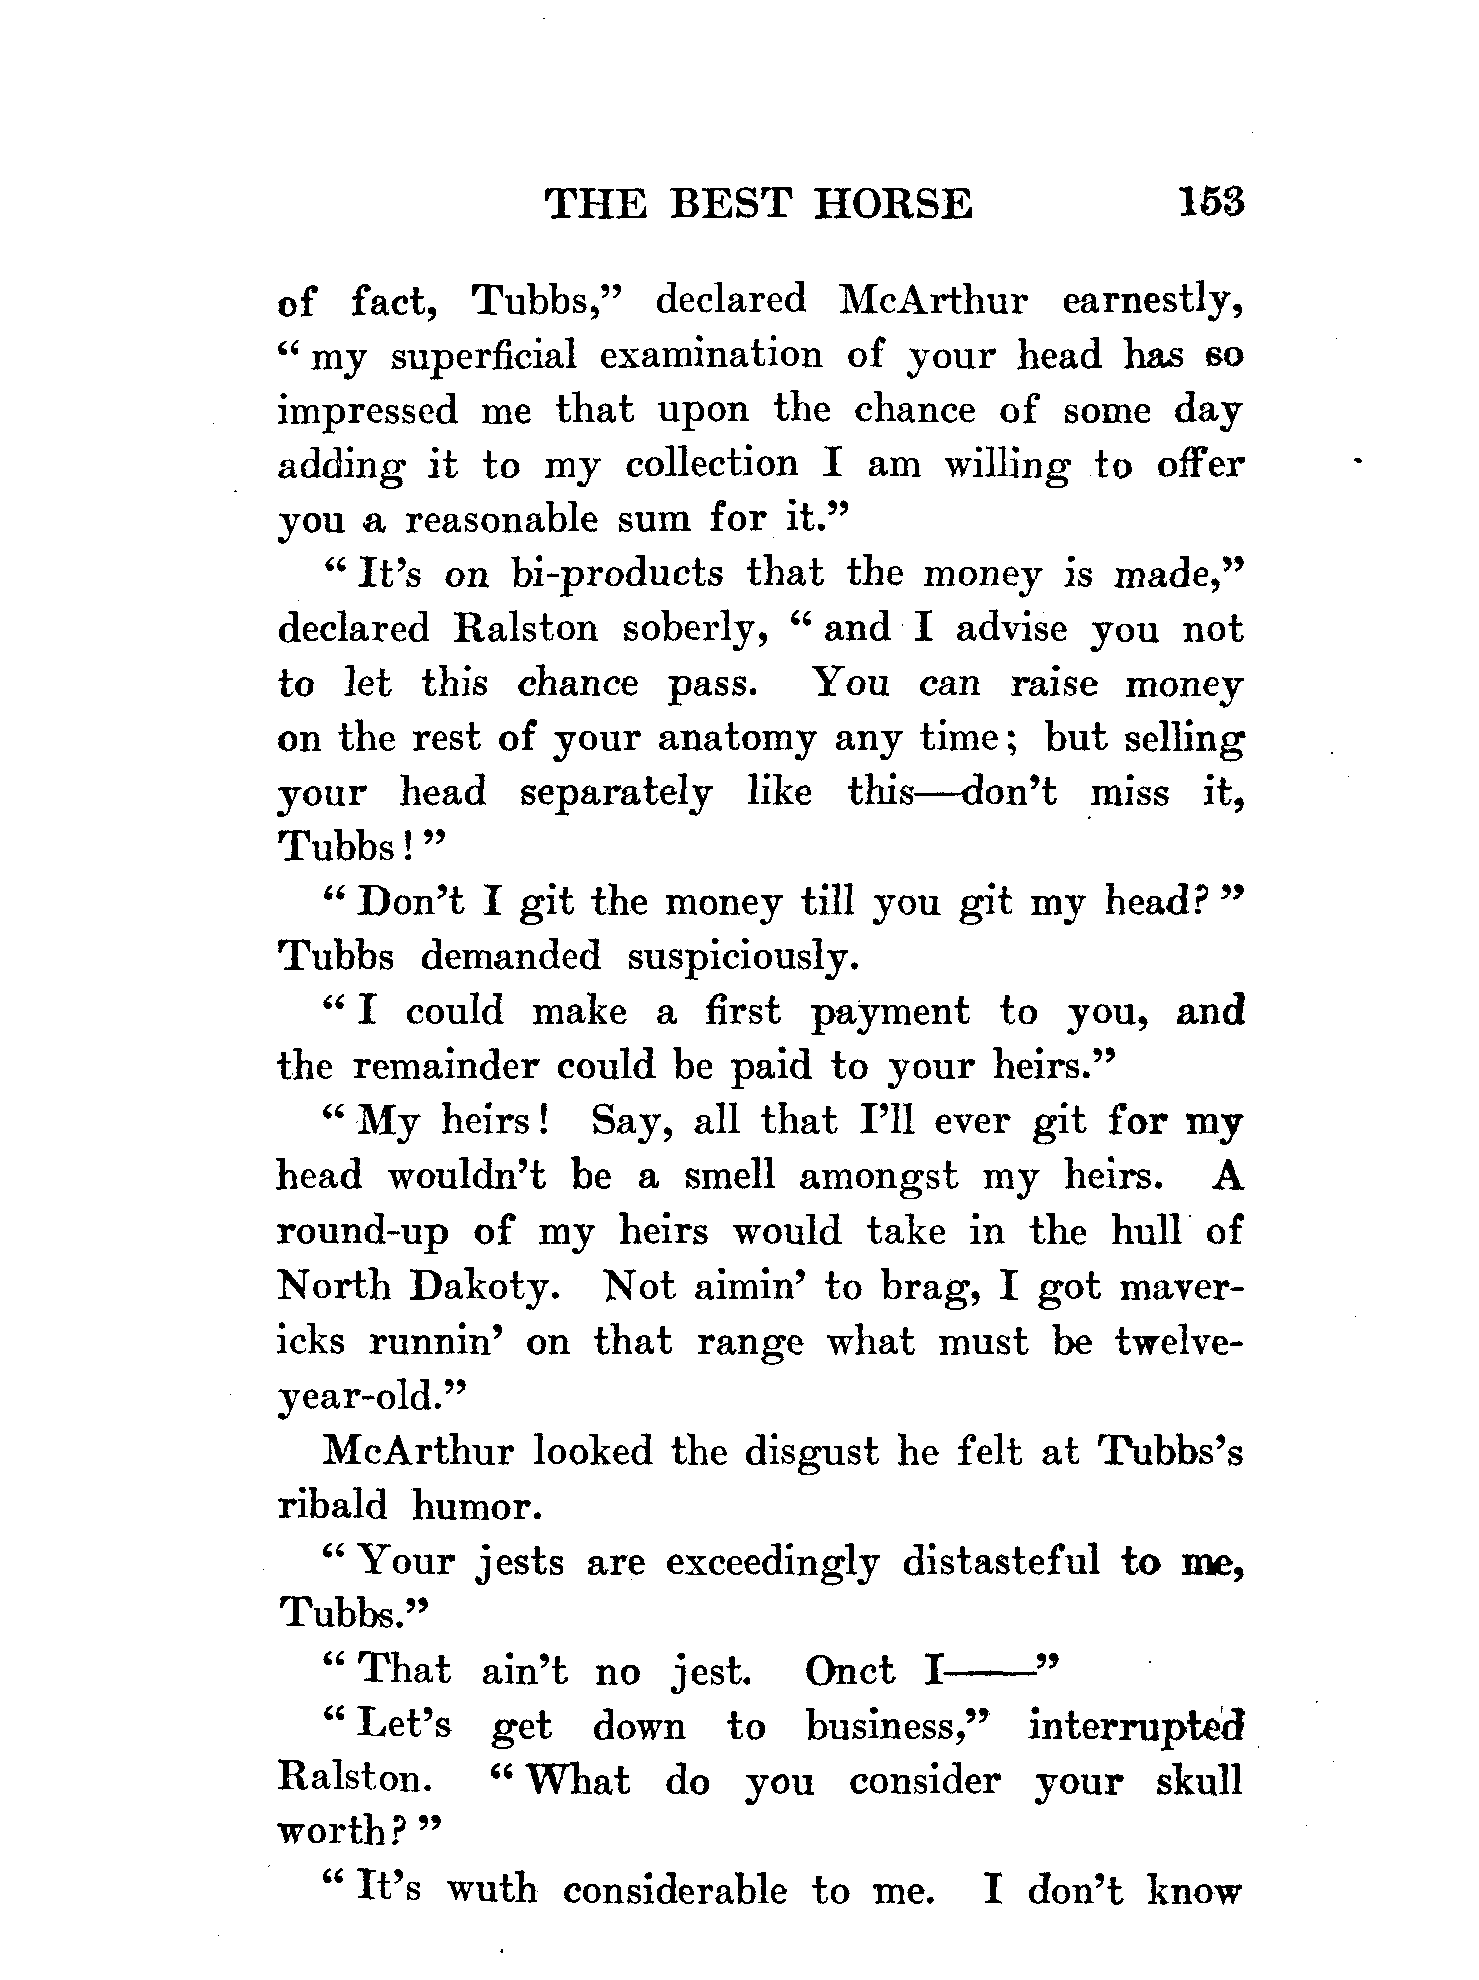 THE BEST HORSE 153
of fact, Tubbs,” declared McArthur earnestly,
“ my superficial examination of your head has so
impressed me that upon the chance of some day
adding it to my collection I am willing to offer
you a reasonable sum for it.”
“ It’s on bi-products that the money is made,”
declared Ralston soberly, “ and I advise you not
to let this chance pass. You can raise money
on the rest of your anatomy any time; but selling
your head separately like this—don’t miss it,
Tubbs! ”
“ Don’t I git the money till you git my head? ”
Tubbs demanded suspiciously.
“ I could make a first payment to you, and
the remainder could be paid to your heirs.”
“ My heirs! Say, all that I’ll ever git for my
head wouldn’t be a smell amongst my heirs. A
round-up of my heirs would take in the hull of
North Dakoty. Not aimin’ to brag, I got maver-
icks runnin’ on that range what must be twelve-
year-old.”
McArthur looked the disgust he felt at Tubbs’s
ribald humor.
“ Your jests are exceedingly distasteful to me,
Tubbs.”
“ That ain’t no jest. Onct I——”
“ Let’s get down to business,” interrupted
Ralston. “ What do you consider your skull
worth? ”
“ It’s wuth considerable to me. I don’t know